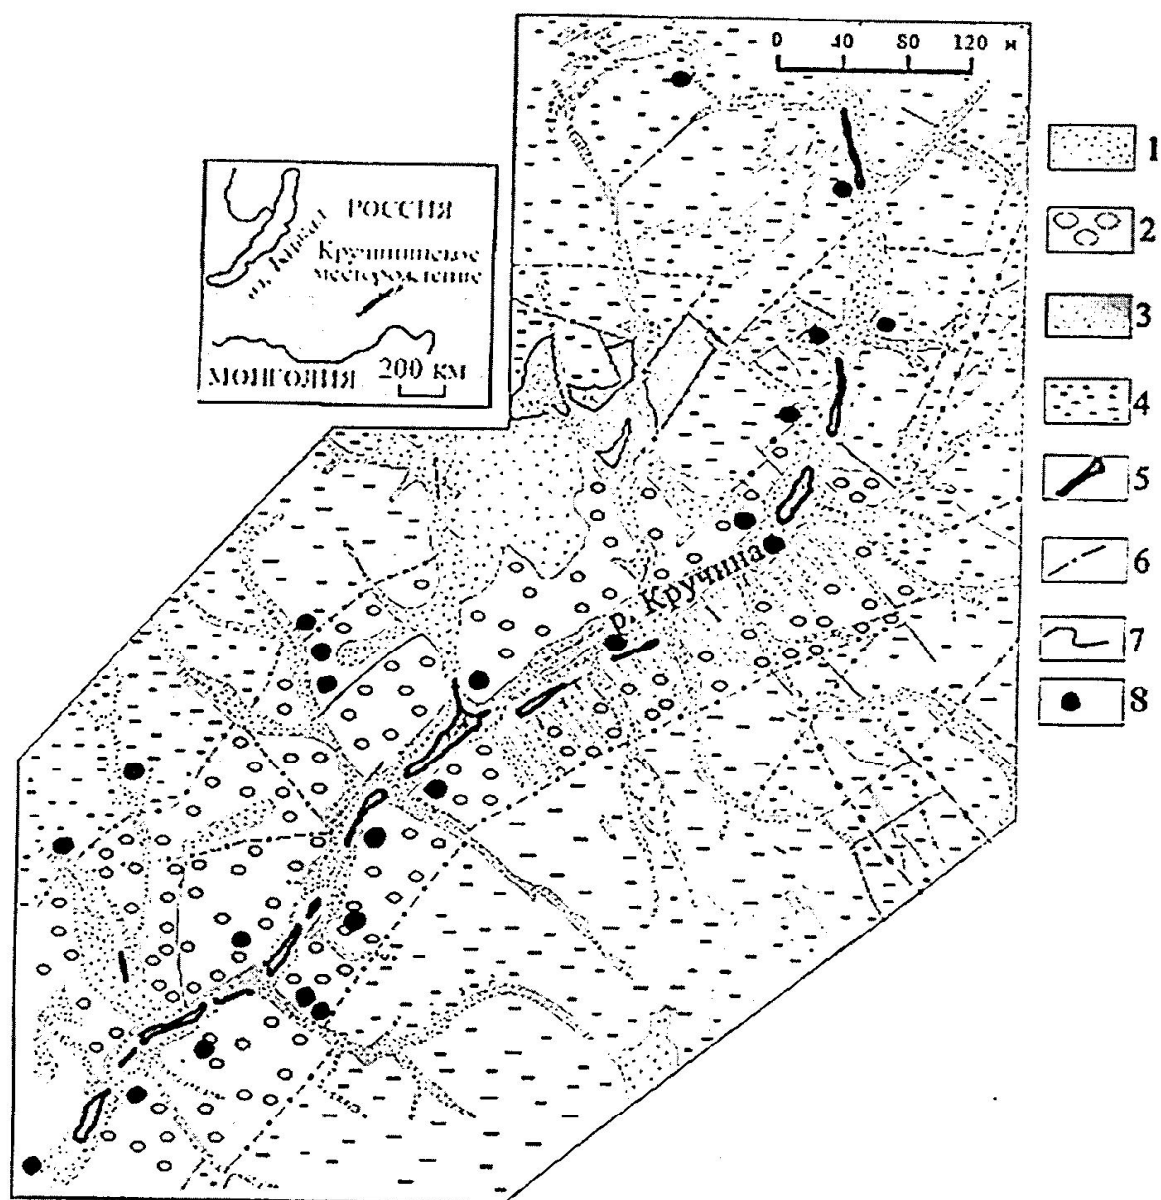 0 40 80 120 м
РОССИЯ
оз. Байкал
Кручининское
месторождение
МОНГОЛИЯ 200 км
р. Кручина
1
2
3
4
5
6
7
8